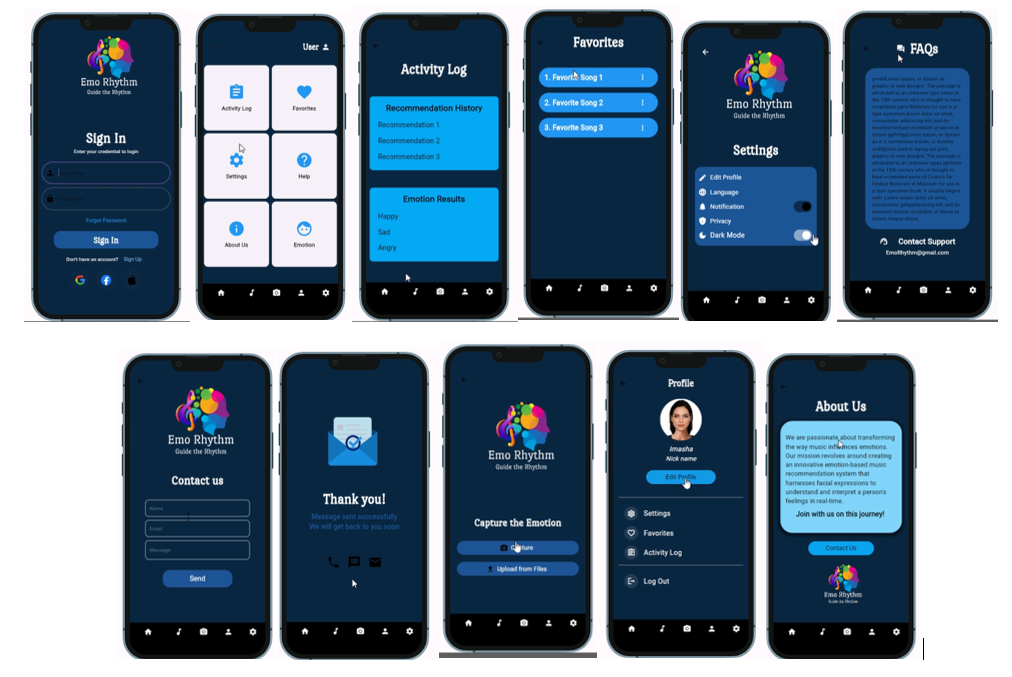 Emo Rhythm
Guide the Rhythm
Sign In
Enter your credential to login
Forgot Password
Sign In
Don't have an account? Sign Up
User
Activity Log
Favorites
Settings
Help
About Us
Emotion
Activity Log
Recommendation History
Recommendation 1
Recommendation 2
Recommendation 3
Emotion Results
Happy
Sad
Angry
Favorites
1. Favorite Song 1
2. Favorite Song 2
3. Favorite Song 3
Emo Rhythm
Guide the Rhythm
Settings
Edit Profile
Language
Notification
Privacy
Dark Mode
FAQs
Contact Support
EmoRhythm@gmail.com
Emo Rhythm
Guide the Rhythm
Contact us
Name
Email
Message
Send
Thank you!
Message sent successfully
We will get back to you soon
Emo Rhythm
Guide the Rhythm
Capture the Emotion
Capture
Upload from Files
Profile
Imasha
Nick name
Edit Profile
Settings
Favorites
Activity Log
Log Out
About Us
We are passionate about transforming
the way music influences emotions.
Our mission revolves around creating
an innovative emotion-based music
recommendation system that
harnesses facial expressions to
understand and interpret a person's
feelings in real-time.
Join with us on this journey!
Contact Us
Emo Rhythm
Guide the Rhythm